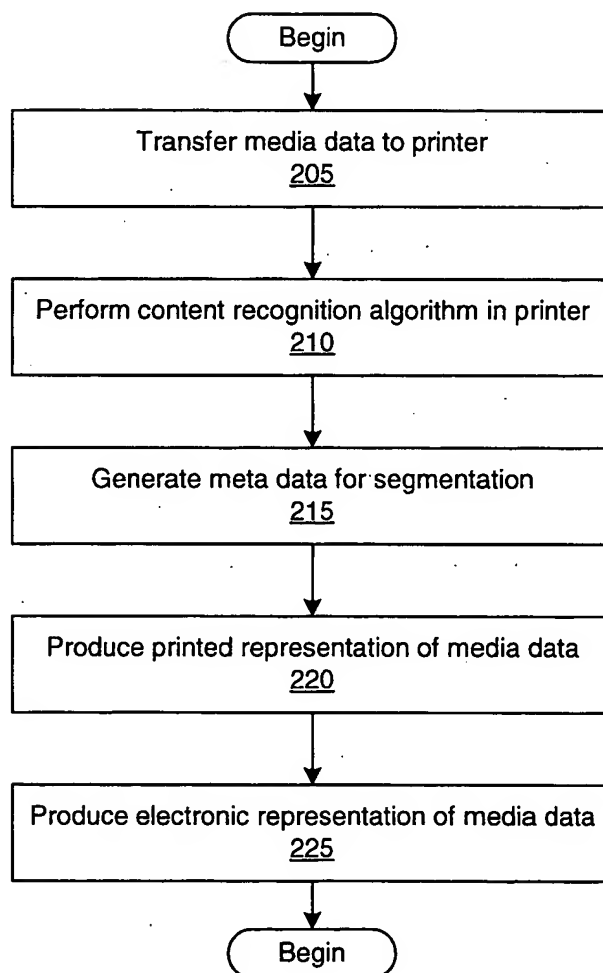 Begin
Transfer media data to printer
205
Perform content recognition algorithm in printer
210
Generate meta data for segmentation
215
Produce printed representation of media data
220
Produce electronic representation of media data
225
Begin